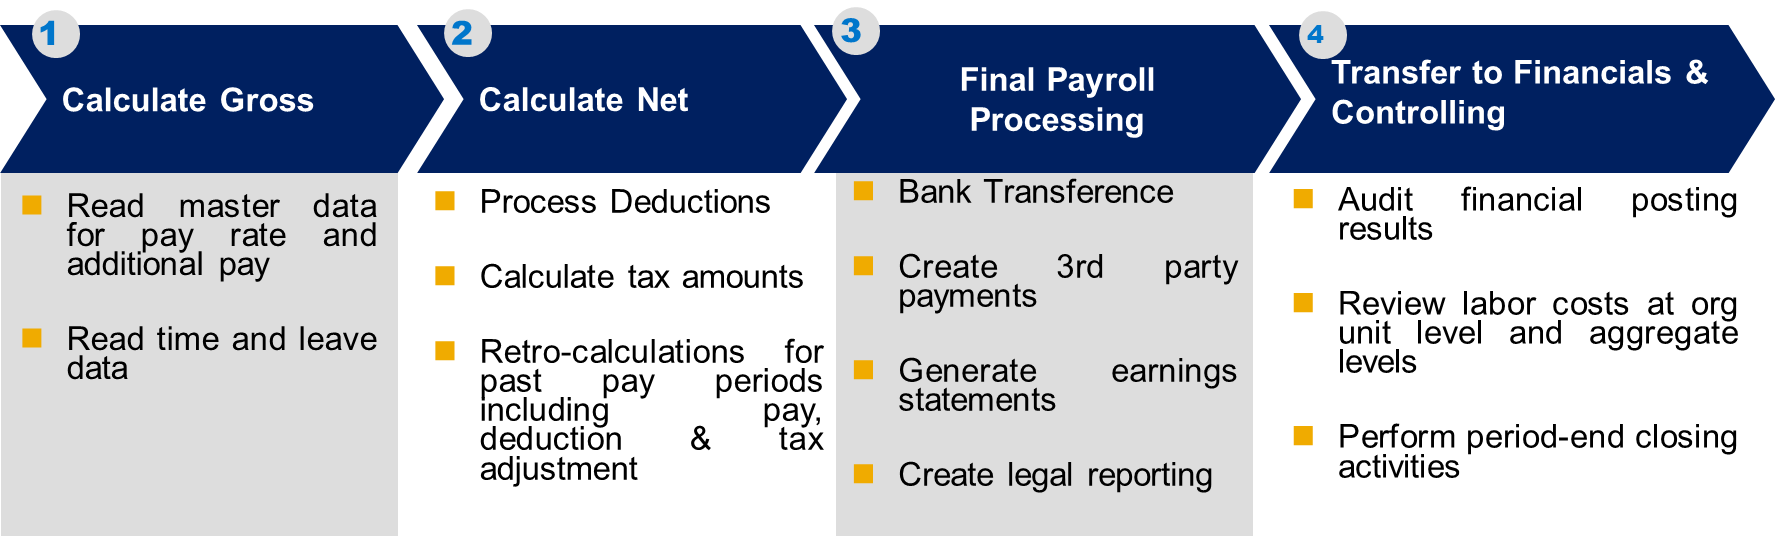 1
Calculate Gross
Read master data
for pay rate and
additional pay
Read time and leave
data
2
Calculate Net
Process Deductions
Calculate tax amounts
Retro-calculations for
past pay periods
including pay,
deduction & tax
adjustment
3
Final Payroll
Processing
Bank Transference
Create 3rd party
payments
Generate earnings
statements
Create legal reporting
4
Transfer to Financials &
Controlling
Audit financial posting
results
Review labor costs at org
unit level and aggregate
levels
Perform period-end closing
activities